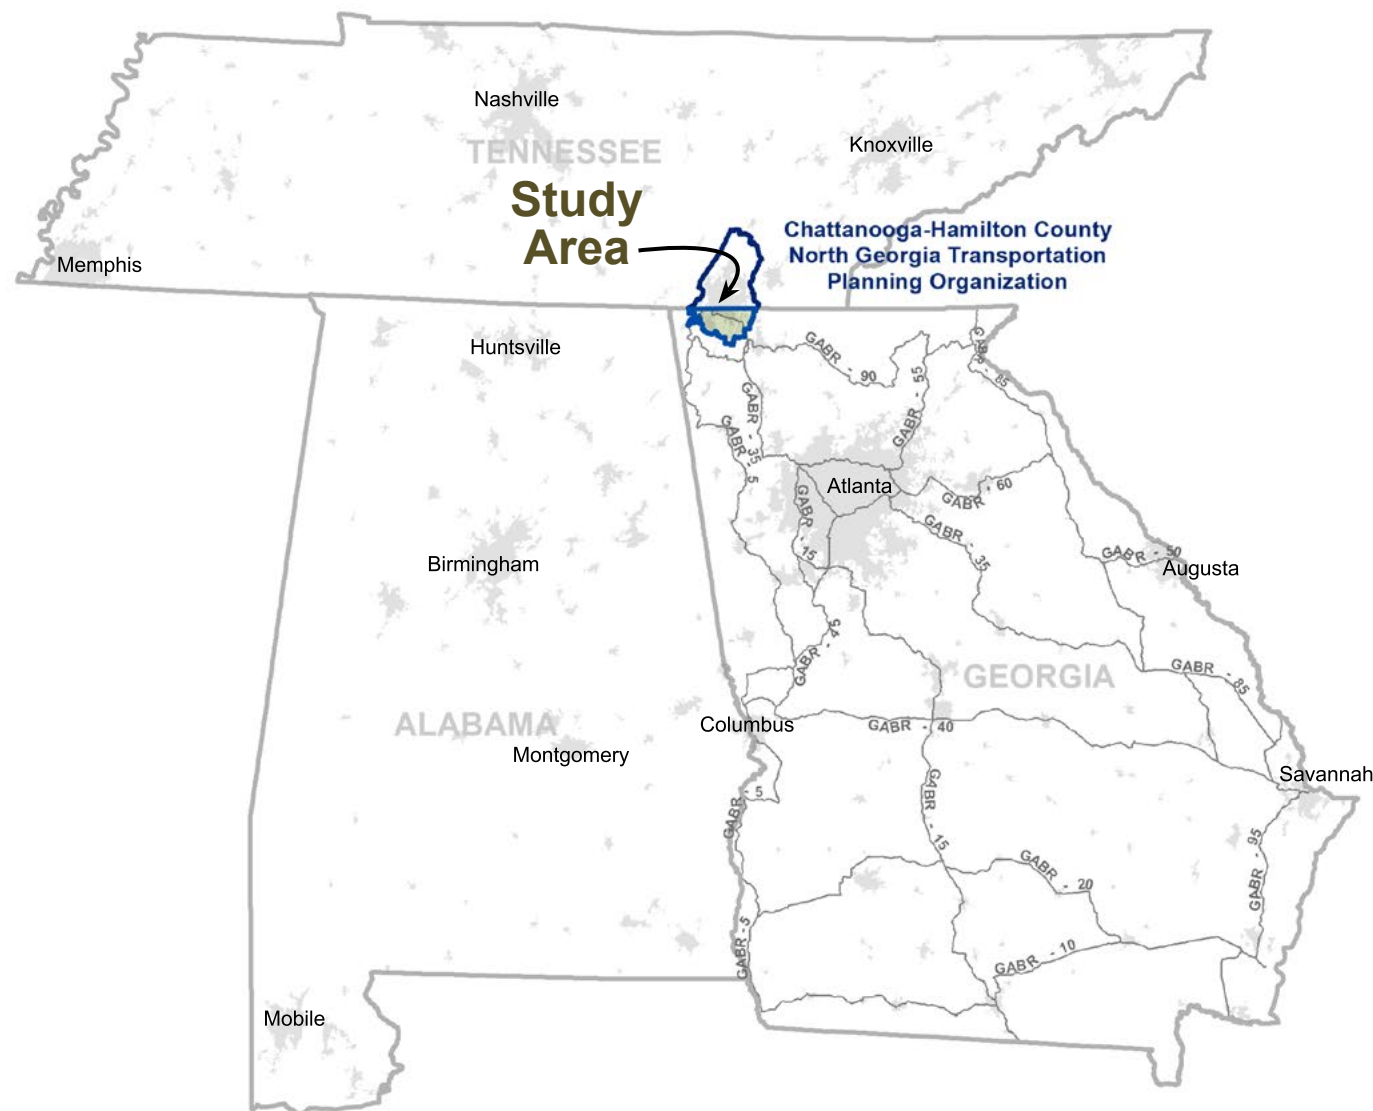 Nashville
TENNESSEE
Knoxville
Study
Area
Chattanooga-Hamilton County
North Georgia Transportation
Planning Organization
Memphis
Huntsville
GABR - 90
GABR - 55
GABR - 85
GABR - 35
GABR - 5
Atlanta
GABR - 60
GABR - 15
GABR - 35
GABR - 50
Augusta
Birmingham
GABR - 45
GEORGIA
GABR - 85
ALABAMA
Columbus
GABR - 40
Montgomery
Savannah
GABR - 5
GABR - 15
GABR - 95
GABR - 20
GABR - 5
GABR - 10
Mobile